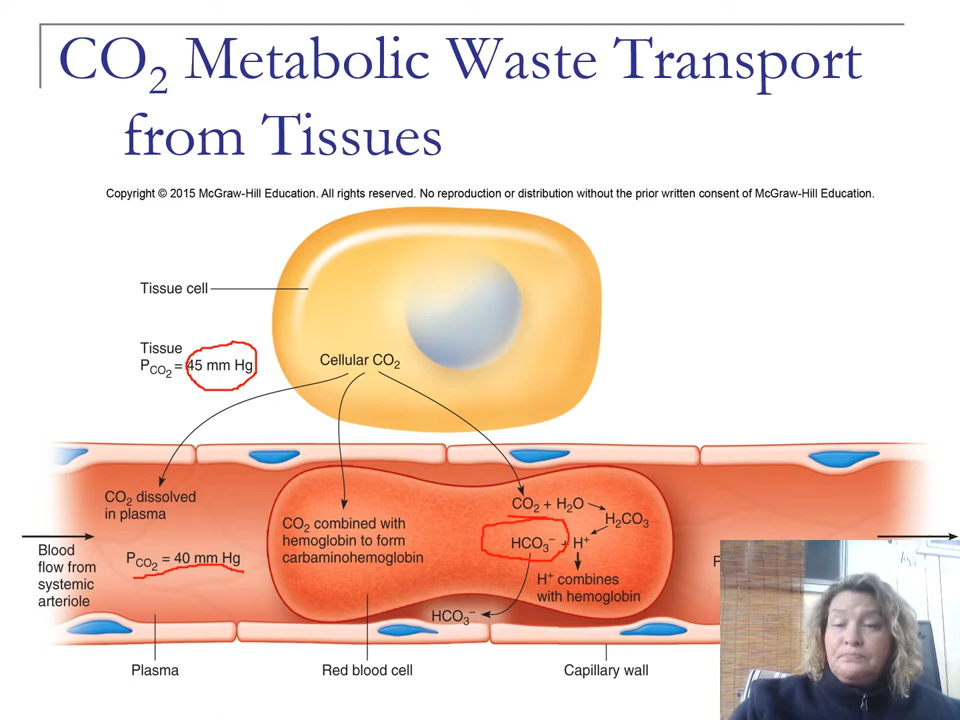 CO₂ Metabolic Waste Transport
from Tissues
Copyright © 2015 McGraw-Hill Education. All rights reserved. No reproduction or distribution without the prior written consent of McGraw-Hill Education.
Tissue cell
Tissue
PCO₂ = 45 mm Hg
Cellular CO₂
CO₂ dissolved
in plasma
PCO₂ = 40 mm Hg
Blood
flow from
systemic
arteriole
CO₂ combined with
hemoglobin to form
carbaminohemoglobin
CO₂ + H₂O
H₂CO₃
HCO₃⁻ + H⁺
H⁺ combines
with hemoglobin
HCO₃⁻
P
Plasma
Red blood cell
Capillary wall